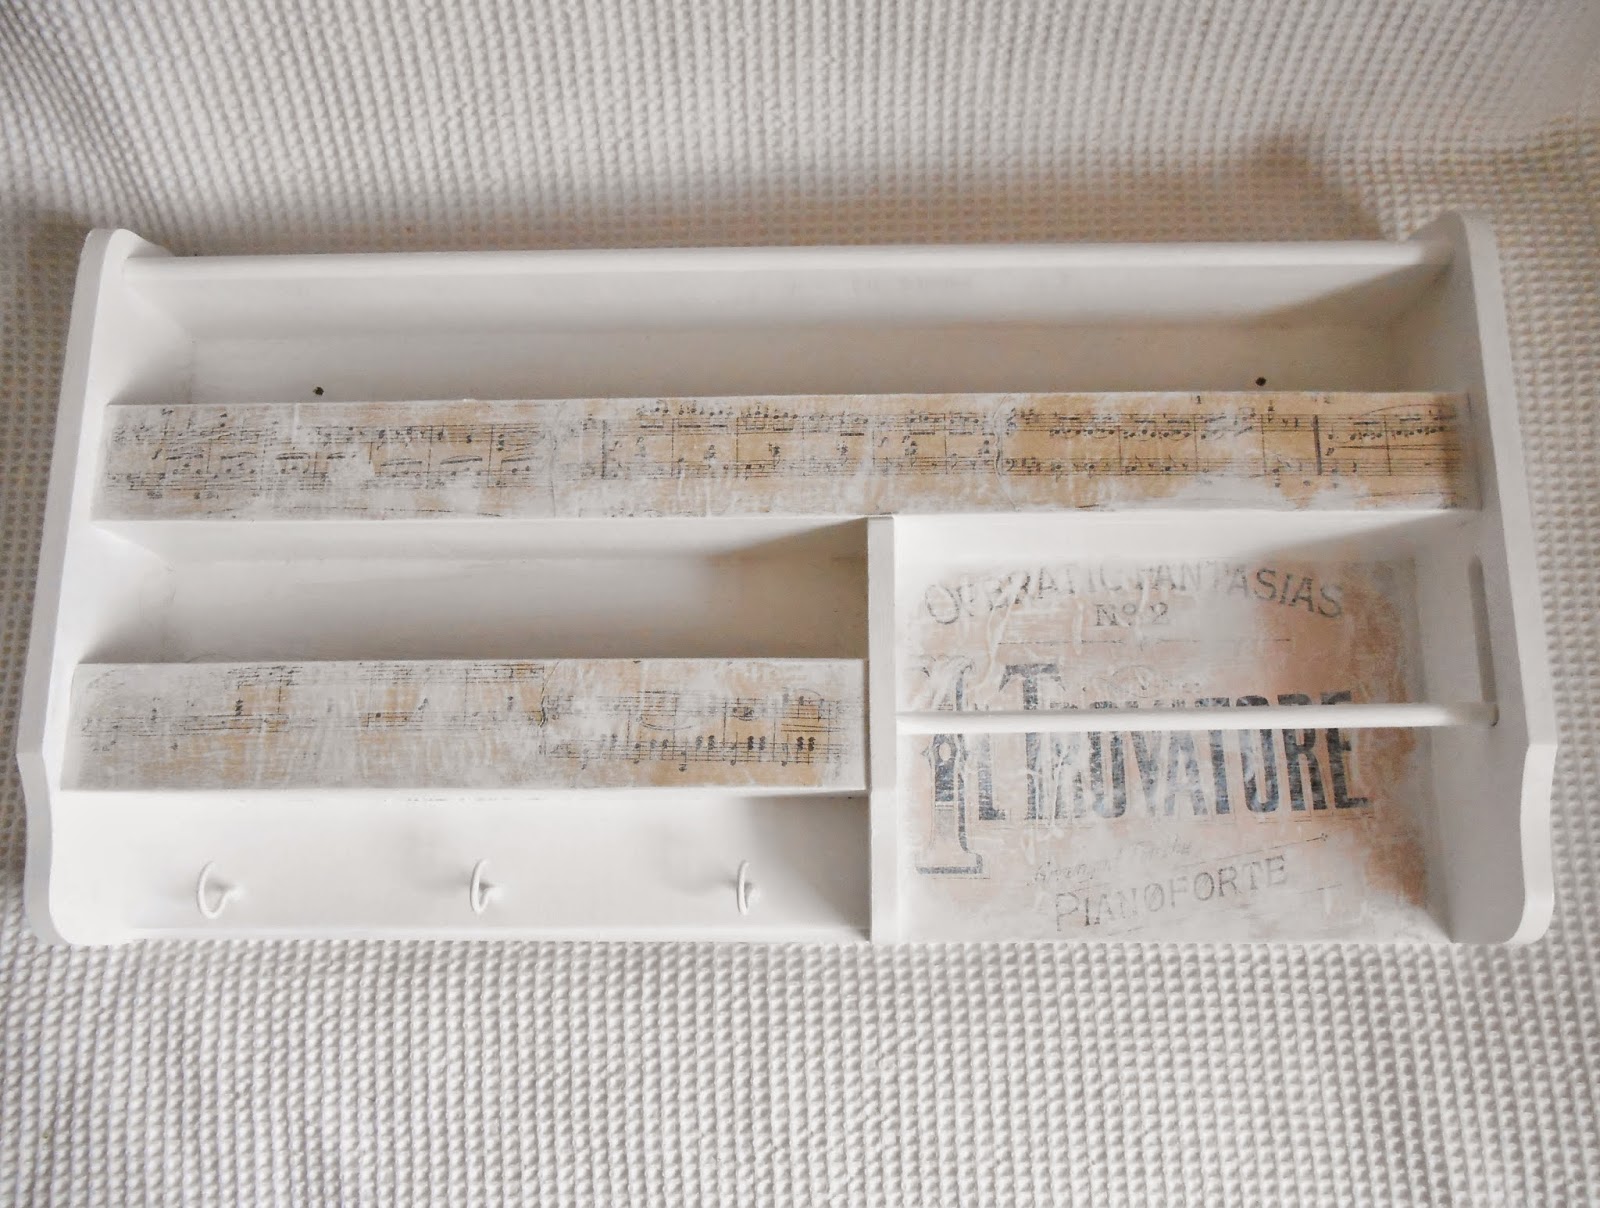 OPERATIC FANTASIAS
No. 2
IL TROVATORE
PIANOFORTE